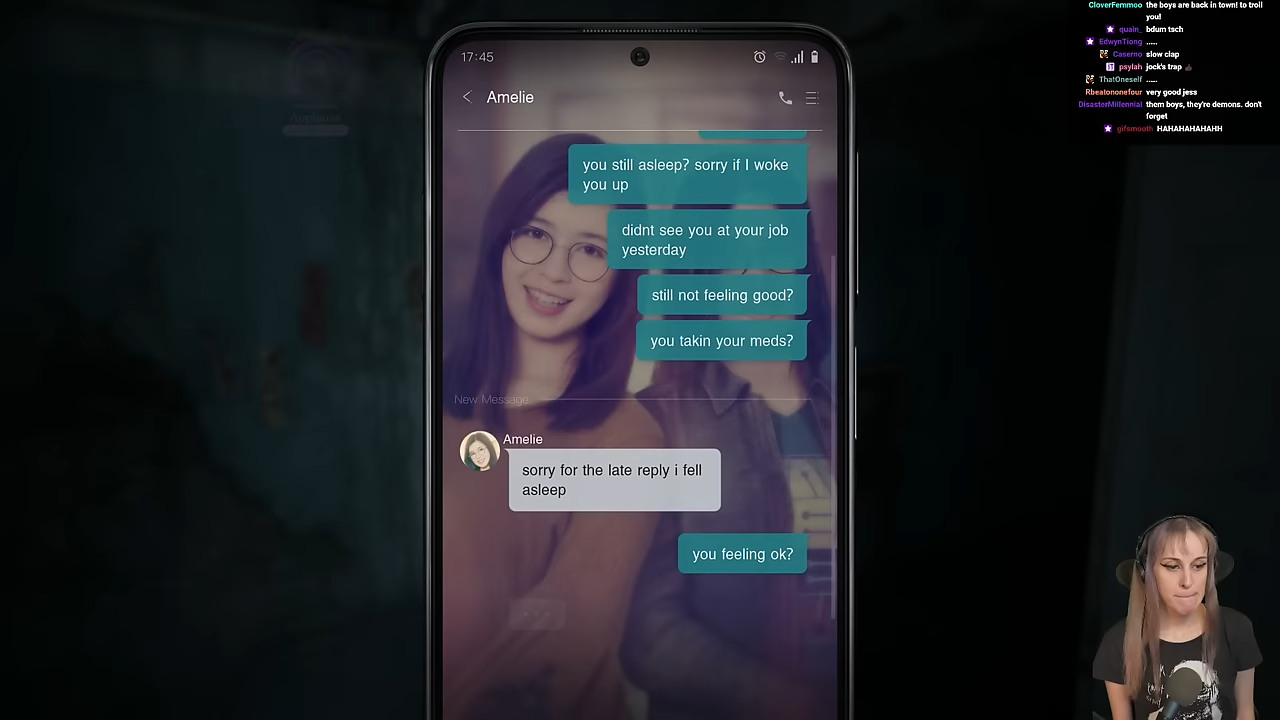 17:45
Amelie
you still asleep? sorry if I woke
you up
didnt see you at your job
yesterday
still not feeling good?
you takin your meds?
New Message
Amelie
sorry for the late reply i fell
asleep
you feeling ok?
Applause
CloverFemmoo the boys are back in town! to troll
you!
quain_ bdum tsch
EdwynTiong .....
Caserno slow clap
psylah jock's trap
ThatOneself .....
Rbeatononefour very good jess
DisasterMillennial them boys, they're demons. don't
forget
gifsmooth HAHAHAHAHAHH